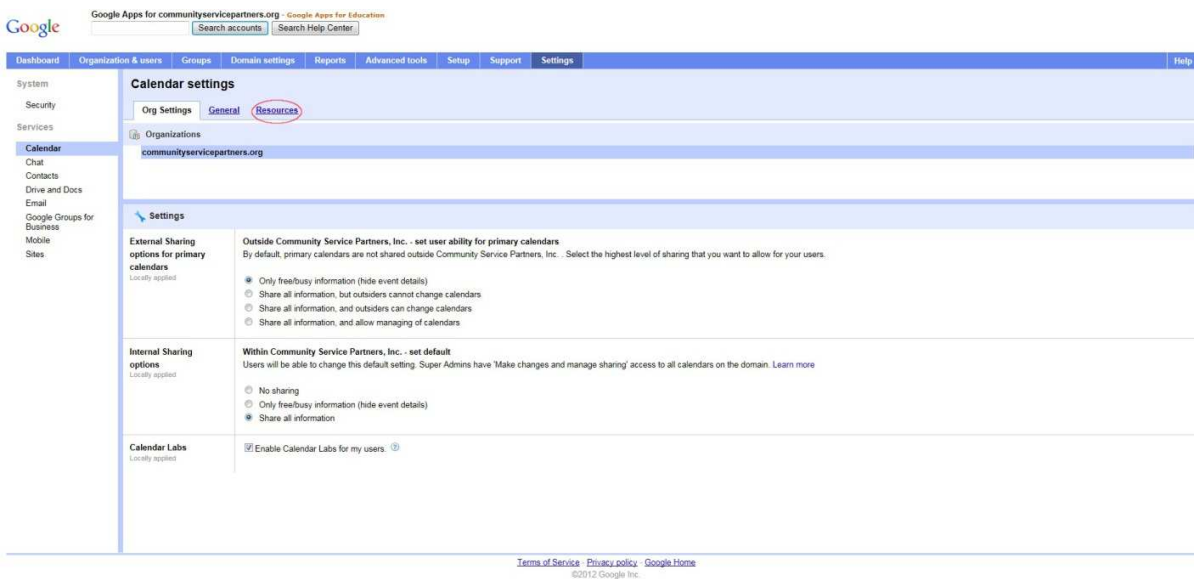 Google Apps for communityservicepartners.org - Google Apps for Education
Google
Search accounts Search Help Center
Dashboard Organization & users Groups Domain settings Reports Advanced tools Setup Support Settings Help
System
Security
Services
Calendar
Chat
Contacts
Drive and Docs
Email
Google Groups for
Business
Mobile
Sites
Calendar settings
Org Settings General Resources
Organizations
communityservicepartners.org
Settings
External Sharing
options for primary
calendars
Locally applied
Outside Community Service Partners, Inc. - set user ability for primary calendars
By default, primary calendars are not shared outside Community Service Partners, Inc. . Select the highest level of sharing that you want to allow for your users.
Only free/busy information (hide event details)
Share all information, but outsiders cannot change calendars
Share all information, and outsiders can change calendars
Share all information, and allow managing of calendars
Internal Sharing
options
Locally applied
Within Community Service Partners, Inc. - set default
Users will be able to change this default setting. Super Admins have 'Make changes and manage sharing' access to all calendars on the domain. Learn more
No sharing
Only free/busy information (hide event details)
Share all information
Calendar Labs
Locally applied
Enable Calendar Labs for my users. ?
Terms of Service - Privacy policy - Google Home
©2012 Google Inc.